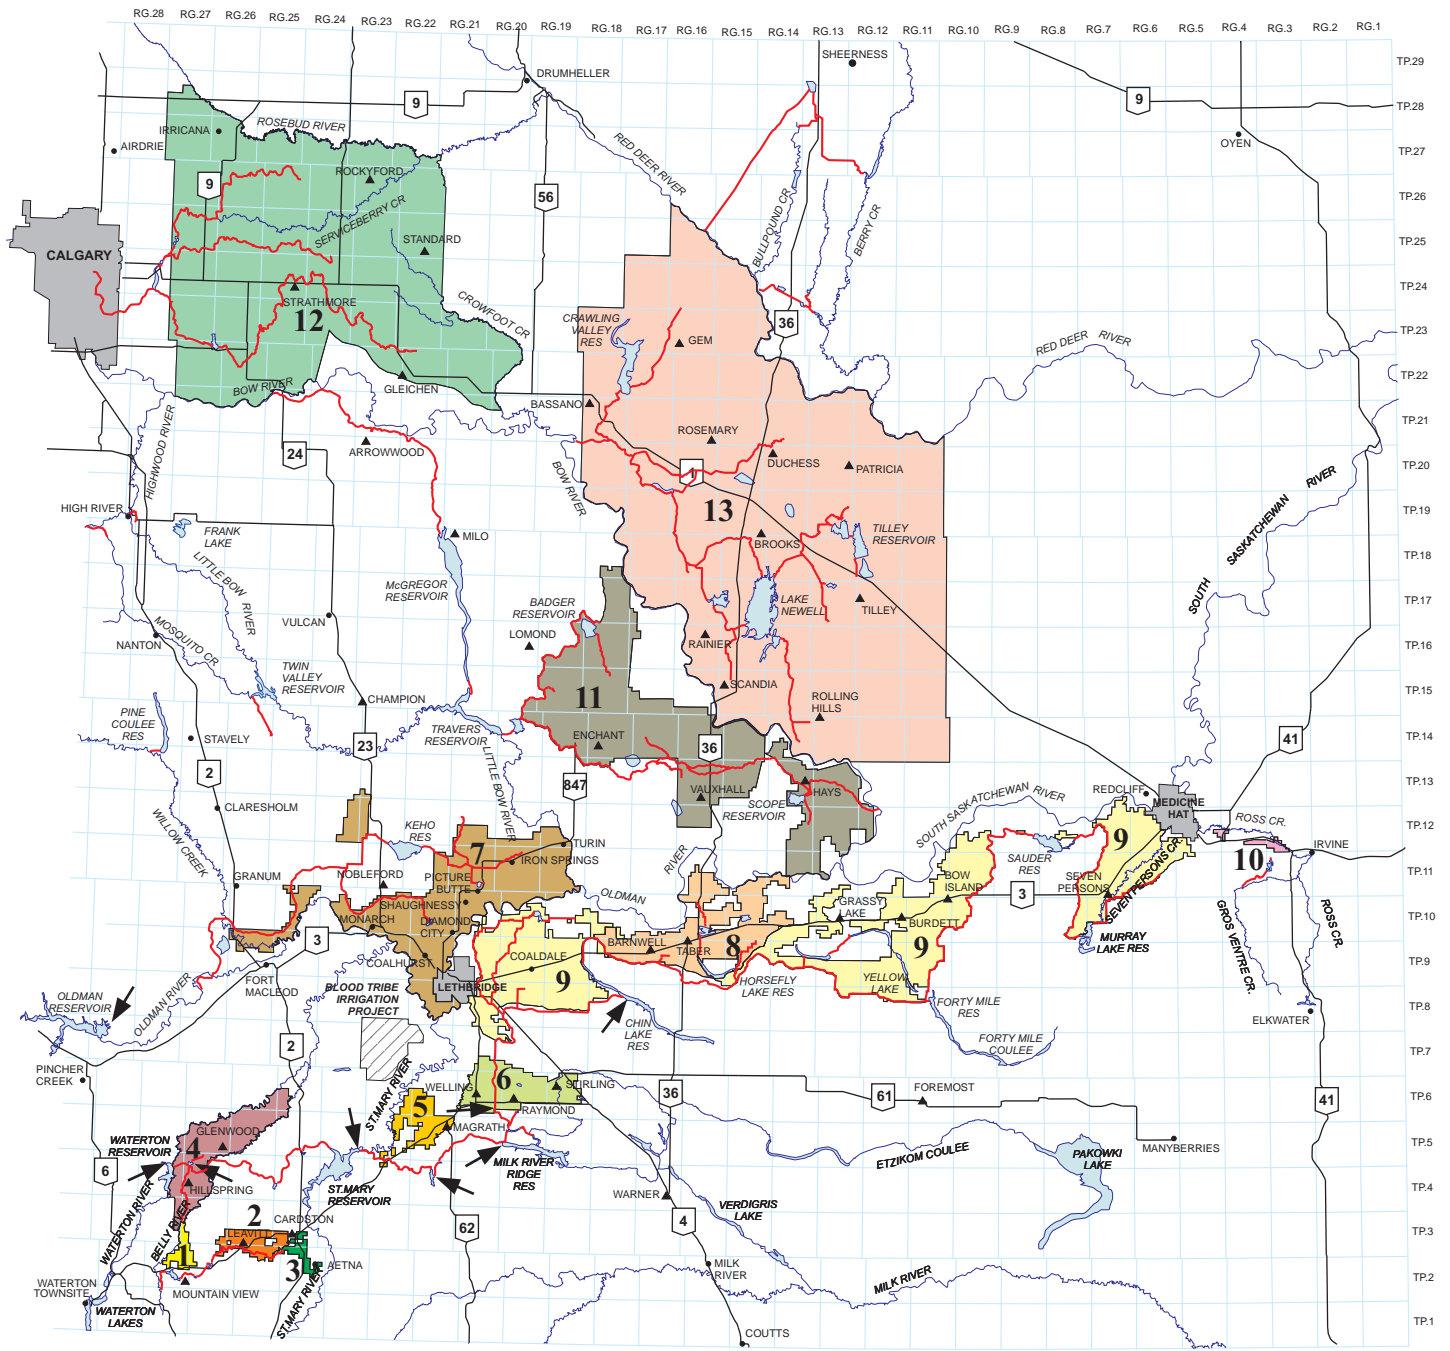 RG.28
RG.27
RG.26
RG.25
RG.24
RG.23
RG.22
RG.21
RG.20
RG.19
RG.18
RG.17
RG.16
RG.15
RG.14
RG.13
RG.12
RG.11
RG.10
RG.9
RG.8
RG.7
RG.6
RG.5
RG.4
RG.3
RG.2
RG.1
SHEERNESS
TP.29
DRUMHELLER
9
9
TP.28
IRRICANA
ROSEBUD RIVER
AIRDRIE
RED DEER RIVER
OYEN
TP.27
ROCKYFORD
9
56
TP.26
SERVICEBERRY CR
BULLPOUND CR
BERRY CR
STANDARD
TP.25
CALGARY
STRATHMORE
12
CROWFOOT CR
TP.24
CRAWLING
VALLEY
RES
GEM
36
RED DEER RIVER
TP.23
BOW RIVER
GLEICHEN
TP.22
BASSANO
TP.21
HIGHWOOD RIVER
ROSEMARY
24
ARROWWOOD
BOW RIVER
1
DUCHESS
PATRICIA
TP.20
SOUTH SASKATCHEWAN RIVER
HIGH RIVER
FRANK
LAKE
MILO
13
BROOKS
TILLEY
RESERVOIR
TP.19
LITTLE BOW RIVER
McGREGOR
RESERVOIR
TP.18
BADGER
RESERVOIR
LAKE
NEWELL
TILLEY
TP.17
VULCAN
MOSQUITO CR
NANTON
LOMOND
RAINIER
TP.16
TWIN
VALLEY
RESERVOIR
CHAMPION
11
SCANDIA
ROLLING
HILLS
TP.15
PINE
COULEE
RES
STAVELY
23
TRAVERS
RESERVOIR
LITTLE BOW RIVER
ENCHANT
36
41
TP.14
2
847
VAUXHALL
HAYS
TP.13
CLARESHOLM
SCOPE
RESERVOIR
SOUTH SASKATCHEWAN RIVER
REDCLIFF
MEDICINE
HAT
WILLOW CREEK
KEHO
RES
TURIN
RIVER
ROSS CR.
TP.12
7
IRON SPRINGS
9
SAUDER
RES
IRVINE
10
GRANUM
NOBLEFORD
PICTURE
BUTTE
OLDMAN
BOW
ISLAND
3
SEVEN
PERSONS
SEVEN PERSONS CR.
TP.11
SHAUGHNESSY
MONARCH
DIAMOND
CITY
GRASSY
LAKE
BURDETT
TP.10
3
BARNWELL
TABER
8
9
MURRAY
LAKE RES
GROS VENTRE CR.
ROSS CR.
COALHURST
COALDALE
9
HORSEFLY
LAKE RES
YELLOW
LAKE
TP.9
FORT
MACLEOD
BLOOD TRIBE
IRRIGATION
PROJECT
LETHBRIDGE
OLDMAN
RESERVOIR
OLDMAN RIVER
CHIN
LAKE
RES
FORTY MILE
RES
ELKWATER
TP.8
2
FORTY MILE
COULEE
TP.7
PINCHER
CREEK
ST.MARY RIVER
WELLING
6
STIRLING
36
61
FOREMOST
41
TP.6
5
RAYMOND
MAGRATH
GLENWOOD
WATERTON
RESERVOIR
4
MILK RIVER
RIDGE
RES
ETZIKOM COULEE
PAKOWKI
LAKE
MANYBERRIES
TP.5
6
HILLSPRING
ST.MARY
RESERVOIR
WARNER
VERDIGRIS
LAKE
TP.4
WATERTON RIVER
BELLY RIVER
2
CARDSTON
LEAVITT
62
4
TP.3
1
3
AETNA
WATERTON
TOWNSITE
MOUNTAIN VIEW
ST.MARY RIVER
MILK
RIVER
MILK RIVER
TP.2
WATERTON
LAKES
COUTTS
TP.1